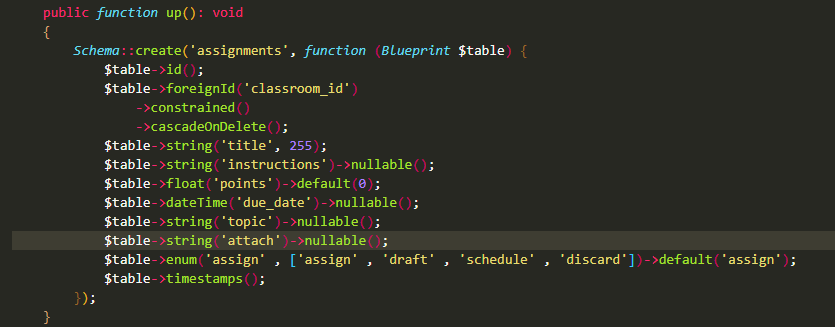 public function up(): void
{
Schema::create('assignments', function (Blueprint $table) {
$table->id();
$table->foreignId('classroom_id')
->constrained()
->cascadeOnDelete();
$table->string('title', 255);
$table->string('instructions')->nullable();
$table->float('points')->default(0);
$table->dateTime('due_date')->nullable();
$table->string('topic')->nullable();
$table->string('attach')->nullable();
$table->enum('assign' , ['assign' , 'draft' , 'schedule' , 'discard'])->default('assign');
$table->timestamps();
});
}